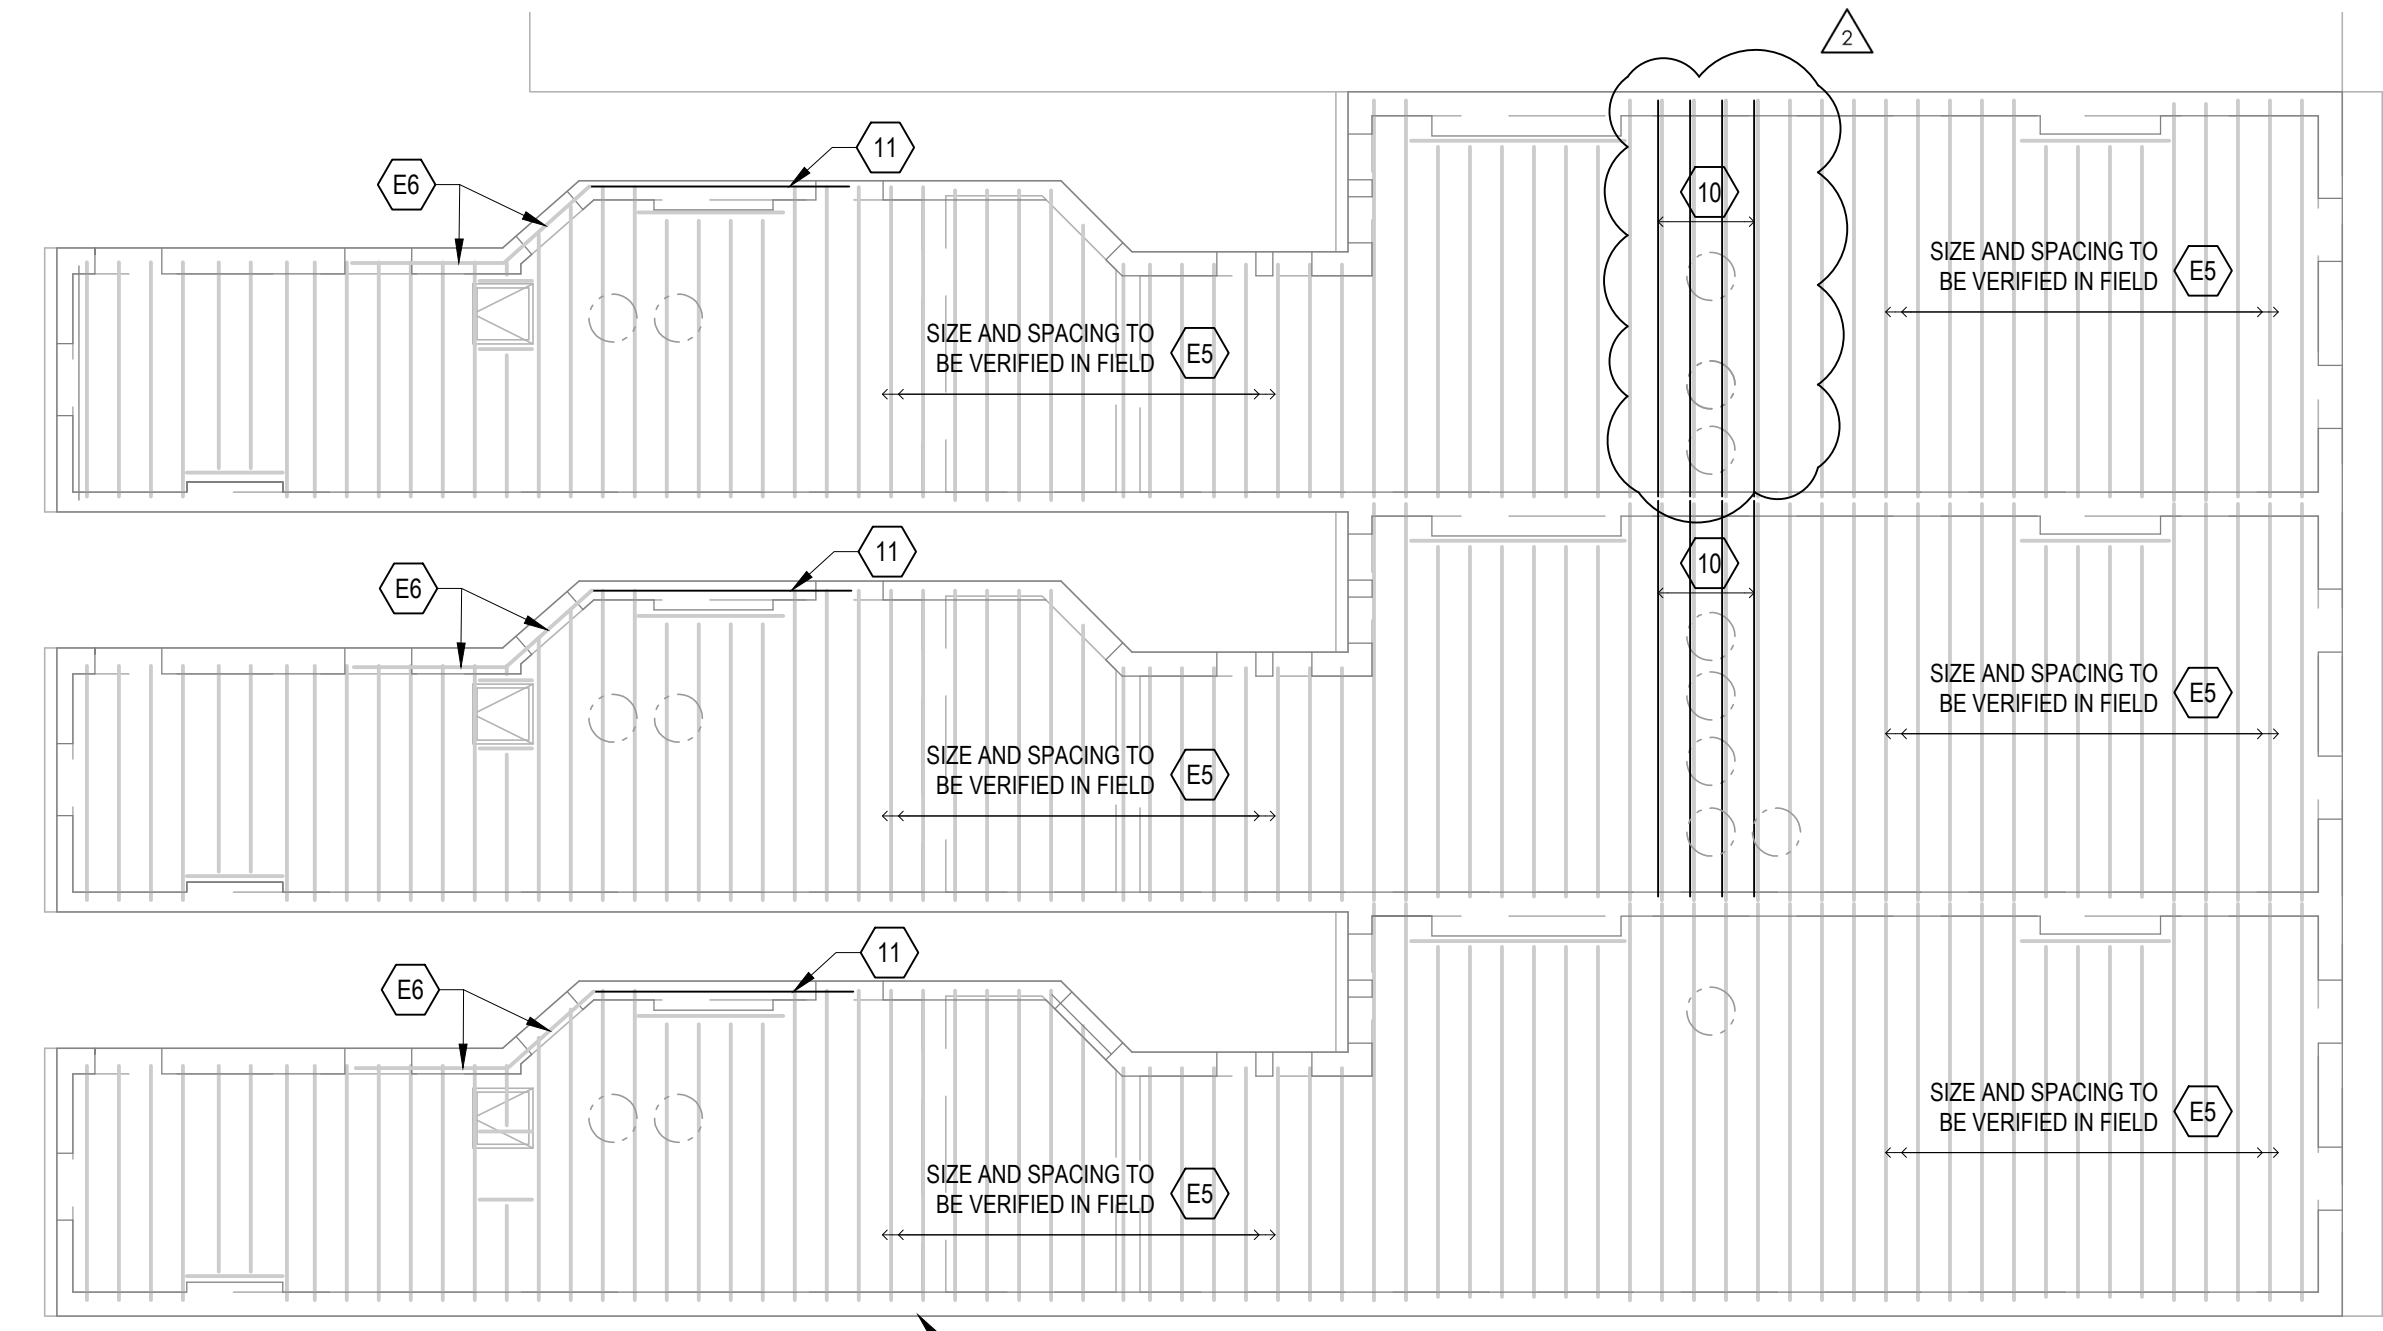 2
11
E6
10
SIZE AND SPACING TO
BE VERIFIED IN FIELD
E5
SIZE AND SPACING TO
BE VERIFIED IN FIELD
E5
11
E6
10
SIZE AND SPACING TO
BE VERIFIED IN FIELD
E5
SIZE AND SPACING TO
BE VERIFIED IN FIELD
E5
11
E6
SIZE AND SPACING TO
BE VERIFIED IN FIELD
E5
SIZE AND SPACING TO
BE VERIFIED IN FIELD
E5